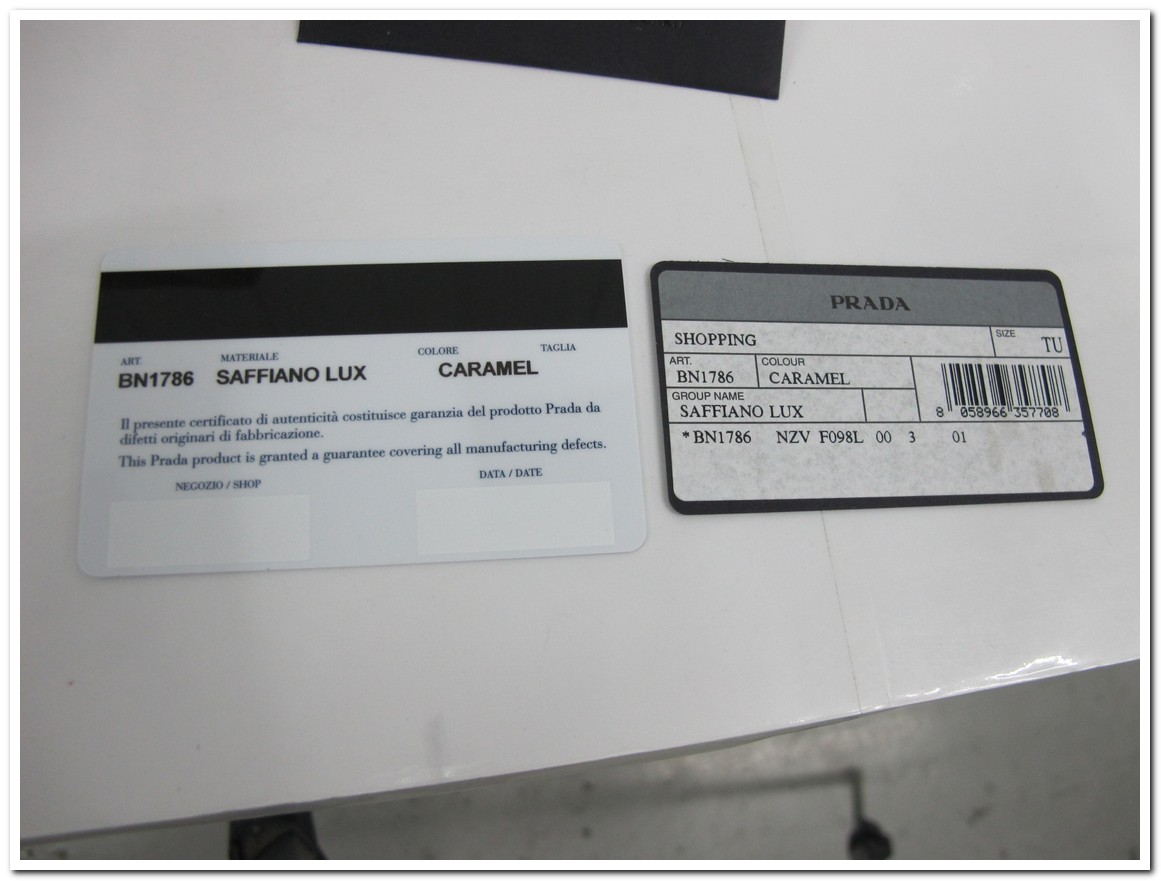 ART. MATERIALE COLORE TAGLIA
BN1786 SAFFIANO LUX CARAMEL
Il presente certificato di autenticità costituisce garanzia del prodotto Prada da
difetti originari di fabbricazione.
This Prada product is granted a guarantee covering all manufacturing defects.
NEGOZIO / SHOP DATA / DATE
PRADA
SHOPPING SIZE TU
ART. COLOUR
BN1786 CARAMEL
GROUP NAME
SAFFIANO LUX
8 058966 357708
*BN1786 NZV F098L 00 3 01